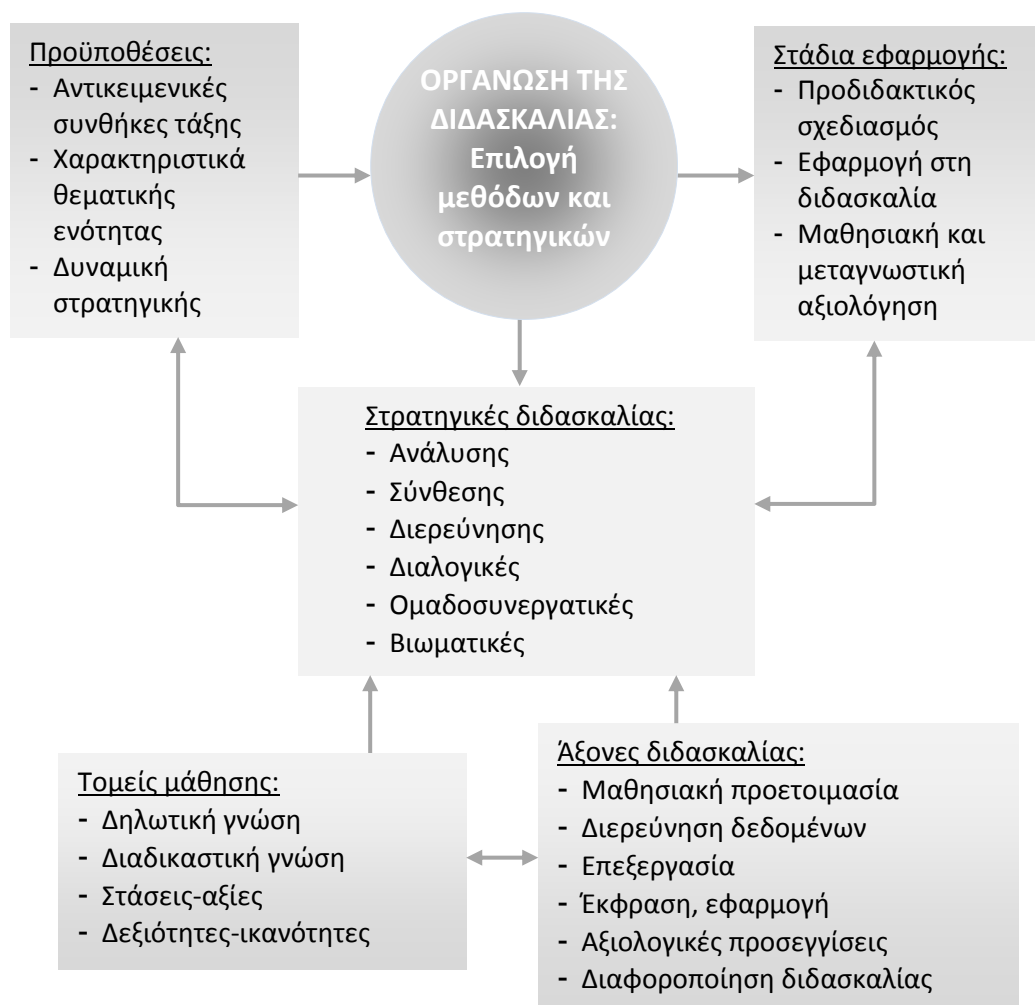 Προϋποθέσεις:
- Αντικειμενικές
συνθήκες τάξης
- Χαρακτηριστικά
θεματικής
ενότητας
- Δυναμική
στρατηγικής
ΟΡΓΑΝΩΣΗ ΤΗΣ
ΔΙΔΑΣΚΑΛΙΑΣ:
Επιλογή
μεθόδων και
στρατηγικών
Στάδια εφαρμογής:
- Προδιδακτικός
σχεδιασμός
- Εφαρμογή στη
διδασκαλία
- Μαθησιακή και
μεταγνωστική
αξιολόγηση
Στρατηγικές διδασκαλίας:
- Ανάλυσης
- Σύνθεσης
- Διερεύνησης
- Διαλογικές
- Ομαδοσυνεργατικές
- Βιωματικές
Τομείς μάθησης:
- Δηλωτική γνώση
- Διαδικαστική γνώση
- Στάσεις-αξίες
- Δεξιότητες-ικανότητες
Άξονες διδασκαλίας:
- Μαθησιακή προετοιμασία
- Διερεύνηση δεδομένων
- Επεξεργασία
- Έκφραση, εφαρμογή
- Αξιολογικές προσεγγίσεις
- Διαφοροποίηση διδασκαλίας